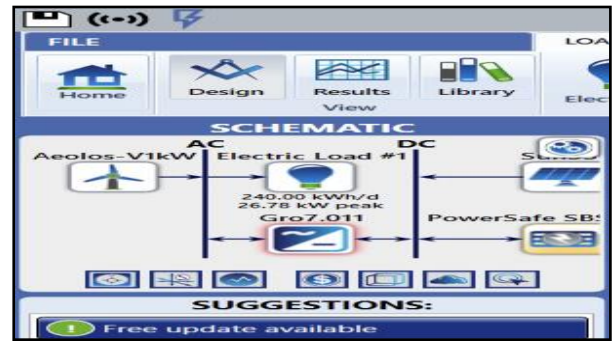 FILE
LOA
Home
Design
Results
Library
Elec
View
SCHEMATIC
AC
DC
Aeolos-V1kW
Electric Load #1
240.00 kWh/d
26.78 kW peak
Gro7.011
PowerSafe SBS
SUGGESTIONS:
Free update available